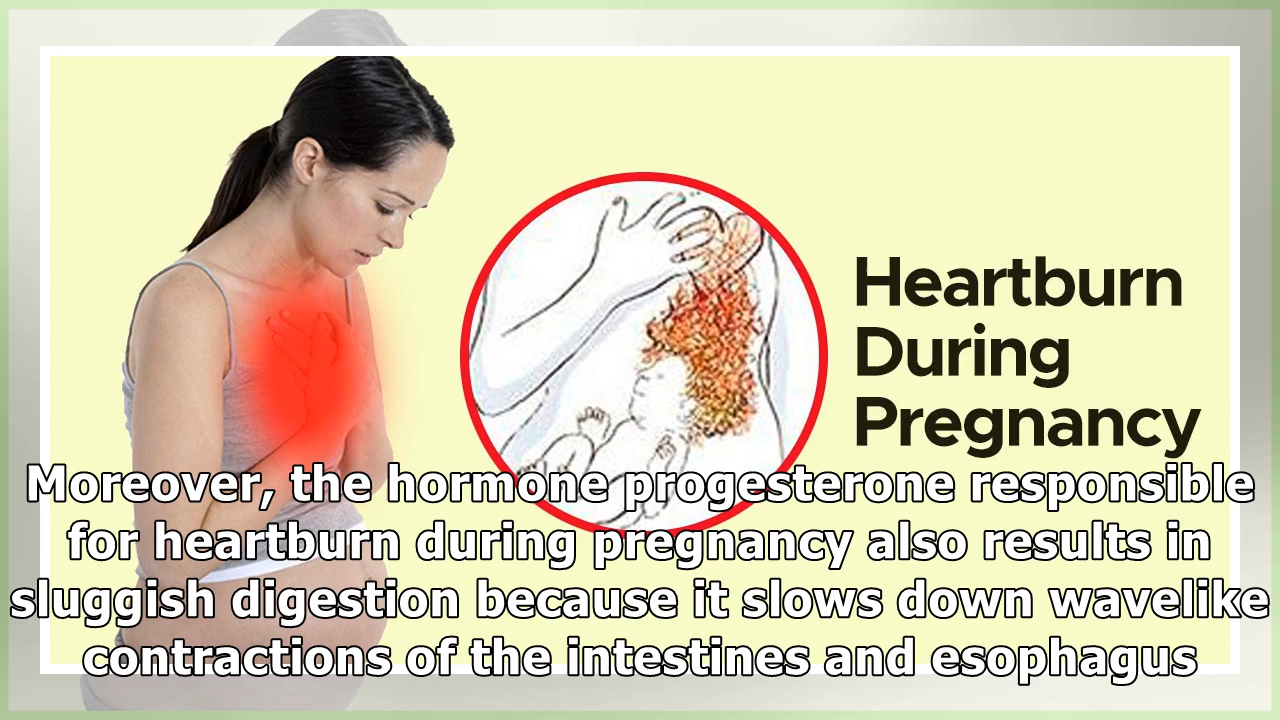 Heartburn
During
Pregnancy
Moreover, the hormone progesterone responsible
for heartburn during pregnancy also results in
sluggish digestion because it slows down wavelike
contractions of the intestines and esophagus